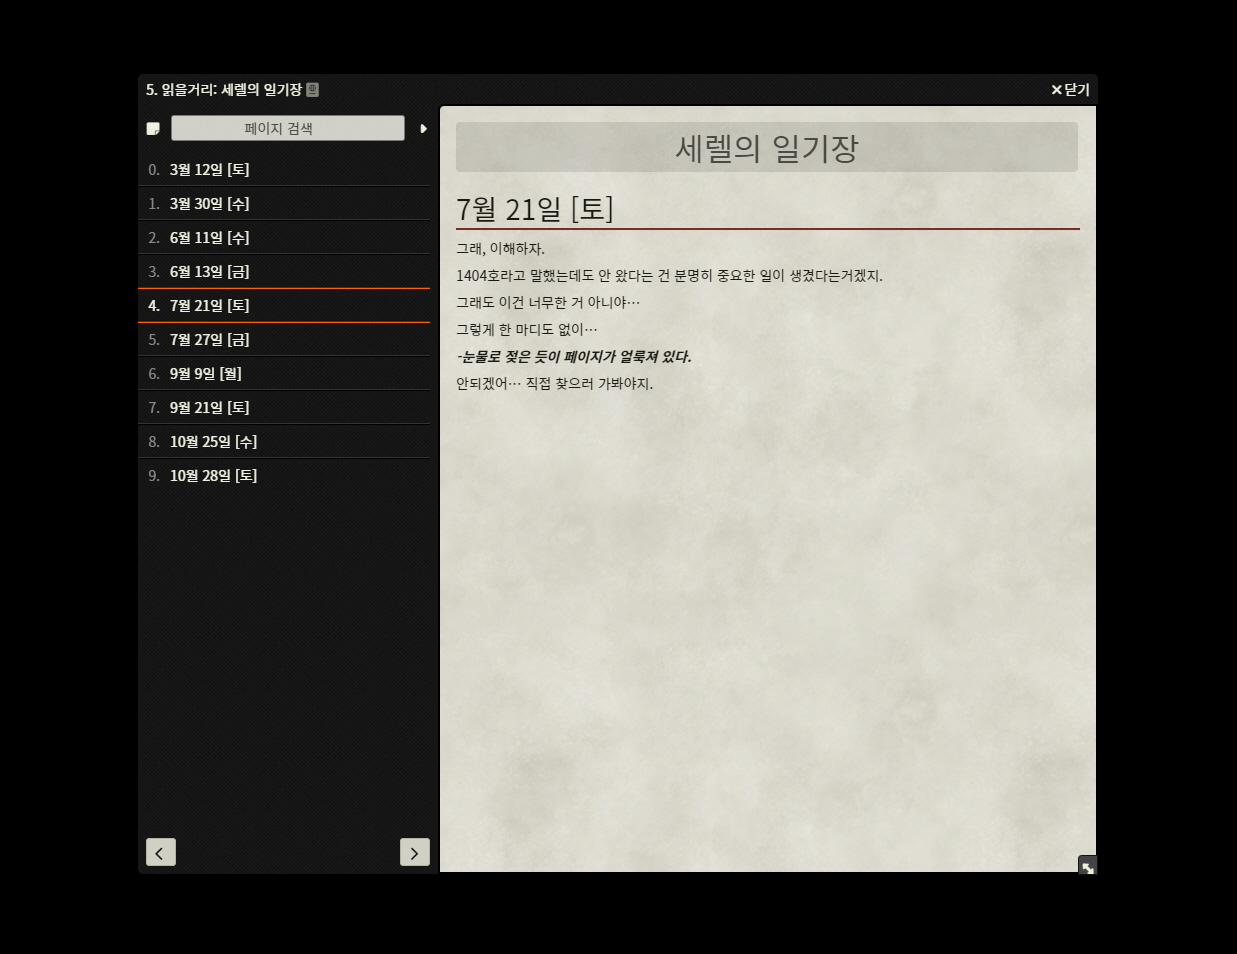 5. 읽을거리: 세렐의 일기장
닫기
페이지 검색
0. 3월 12일 [토]
1. 3월 30일 [수]
2. 6월 11일 [수]
3. 6월 13일 [금]
4. 7월 21일 [토]
5. 7월 27일 [금]
6. 9월 9일 [월]
7. 9월 21일 [토]
8. 10월 25일 [수]
9. 10월 28일 [토]
세렐의 일기장
7월 21일 [토]
그래, 이해하자.
1404호라고 말했는데도 안 왔다는 건 분명히 중요한 일이 생겼다는거겠지.
그래도 이건 너무한 거 아니야…
그렇게 한 마디도 없이…
-눈물로 젖은 듯이 페이지가 얼룩져 있다.
안되겠어… 직접 찾으러 가봐야지.